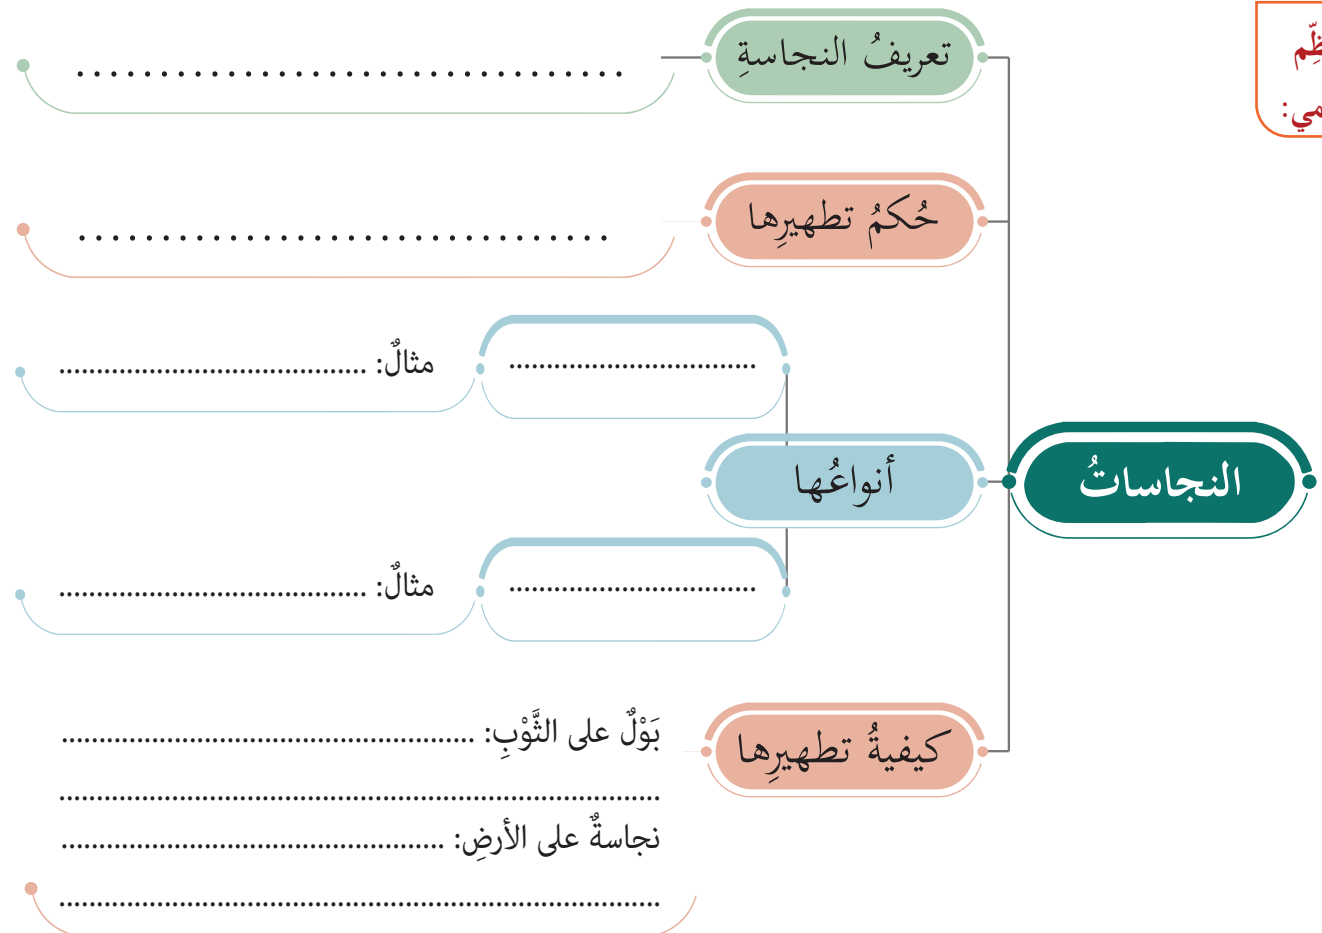 تعريفُ النجاسةِ
..................................
حُكمُ تطهيرِها
................................
................................. مثالٌ: .........................................
النجاساتُ
أنواعُها
................................. مثالٌ: .........................................
كيفيةُ تطهيرِها
بَوْلٌ على الثَّوْبِ: .......................................................
................................................................................
نجاسةٌ على الأرضِ: ...................................................
................................................................................